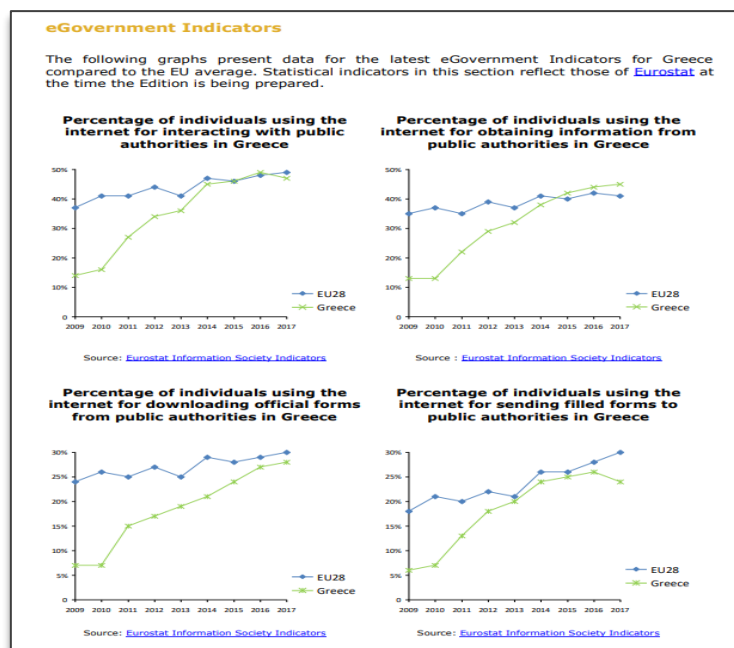 eGovernment Indicators
The following graphs present data for the latest eGovernment Indicators for Greece
compared to the EU average. Statistical indicators in this section reflect those of Eurostat at
the time the Edition is being prepared.
Percentage of individuals using the
internet for interacting with public
authorities in Greece
50%
40%
30%
20%
10%
0
2009 2010 2011 2012 2013 2014 2015 2016 2017
EU28
Greece
Source: Eurostat Information Society Indicators
Percentage of individuals using the
internet for obtaining information from
public authorities in Greece
50%
40%
30%
20%
10%
0
2009 2010 2011 2012 2013 2014 2015 2016 2017
EU28
Greece
Source : Eurostat Information Society Indicators
Percentage of individuals using the
internet for downloading official forms
from public authorities in Greece
30%
25%
20%
15%
10%
5%
0
2009 2010 2011 2012 2013 2014 2015 2016 2017
EU28
Greece
Source: Eurostat Information Society Indicators
Percentage of individuals using the
internet for sending filled forms to
public authorities in Greece
30%
25%
20%
15%
10%
5%
0
2009 2010 2011 2012 2013 2014 2015 2016 2017
EU28
Greece
Source: Eurostat Information Society Indicators